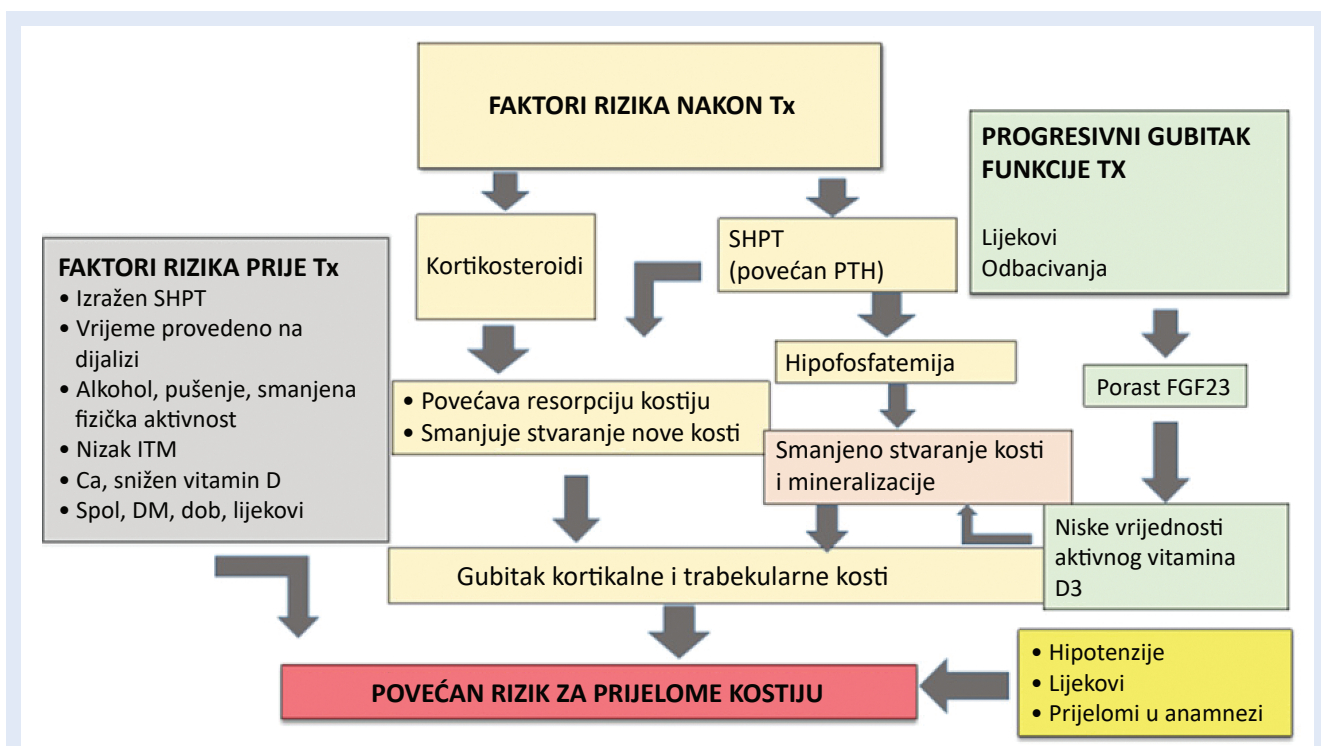 FAKTORI RIZIKA NAKON Tx
PROGRESIVNI GUBITAK
FUNKCIJE TX
Lijekovi
Odbacivanja
Kortikosteroidi
SHPT
(povećan PTH)
FAKTORI RIZIKA PRIJE Tx
• Izražen SHPT
• Vrijeme provedeno na
dijalizi
• Alkohol, pušenje, smanjena
fizička aktivnost
• Nizak ITM
• Ca, snižen vitamin D
• Spol, DM, dob, lijekovi
Hipofosfatemija
Porast FGF23
• Povećava resorpciju kostiju
• Smanjuje stvaranje nove kosti
Smanjeno stvaranje kosti
i mineralizacije
Niske vrijednosti
aktivnog vitamina
D3
Gubitak kortikalne i trabekularne kosti
• Hipotenzije
• Lijekovi
• Prijelomi u anamnezi
POVEĆAN RIZIK ZA PRIJELOME KOSTIJU